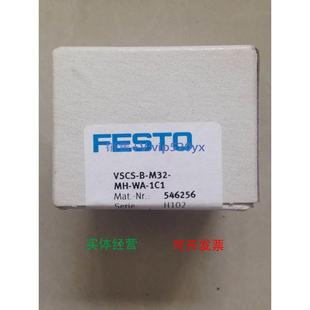 FESTO
VSCS-B-M32-
MH-WA-1C1
Mat.-Nr.: 546256
Serie H102
实体经营 可开发票